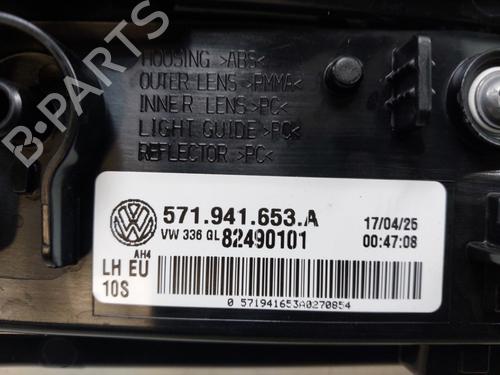 HOUSING >ABS<
OUTER LENS >PMMA<
INNER LENS >PC<
LIGHT GUIDE >PC<
REFLECTOR >PC<
B-PARTS
571.941.653.A
17/04/25
VW 336 GL 82490101
00:47:08
AH4
LH EU
10S
0 571941653A0270854